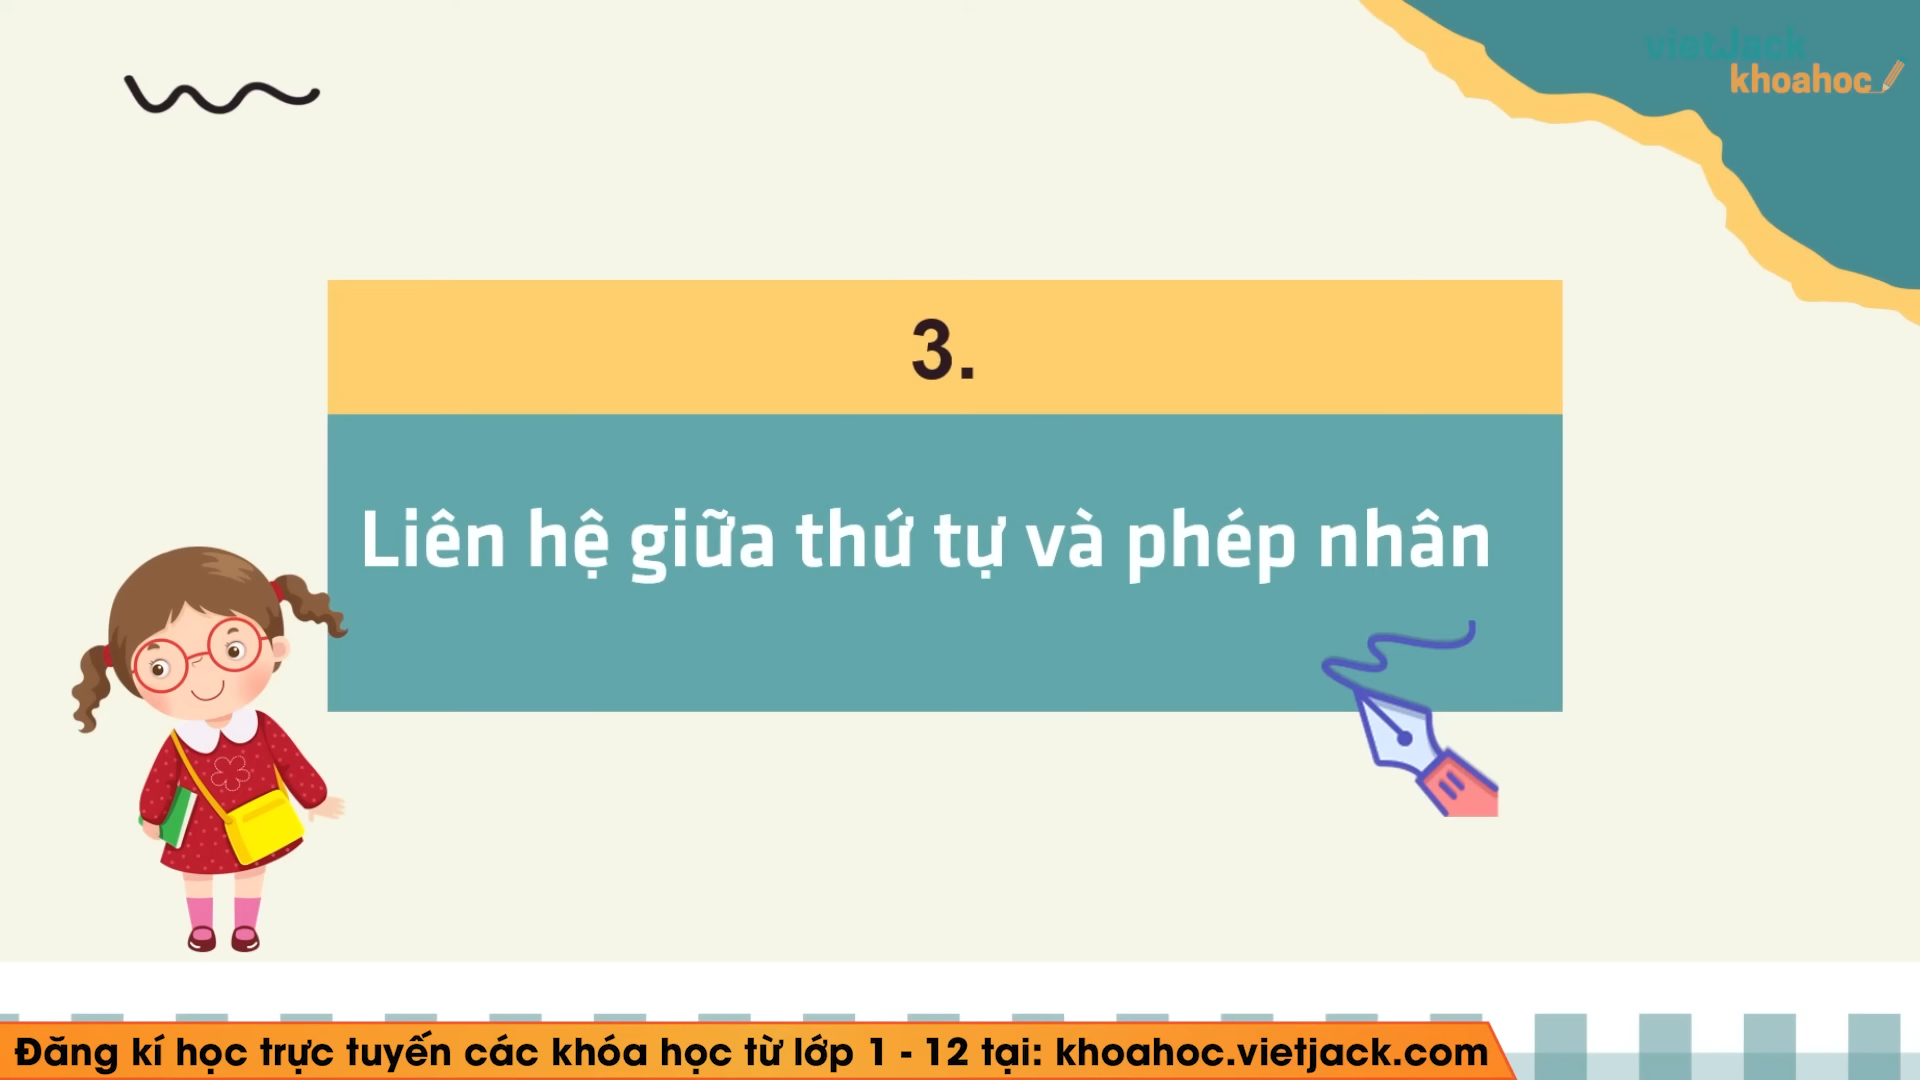 vietJack
khoahoc
3.
Liên hệ giữa thứ tự và phép nhân
Đăng kí học trực tuyến các khóa học từ lớp 1 - 12 tại: khoahoc.vietjack.com